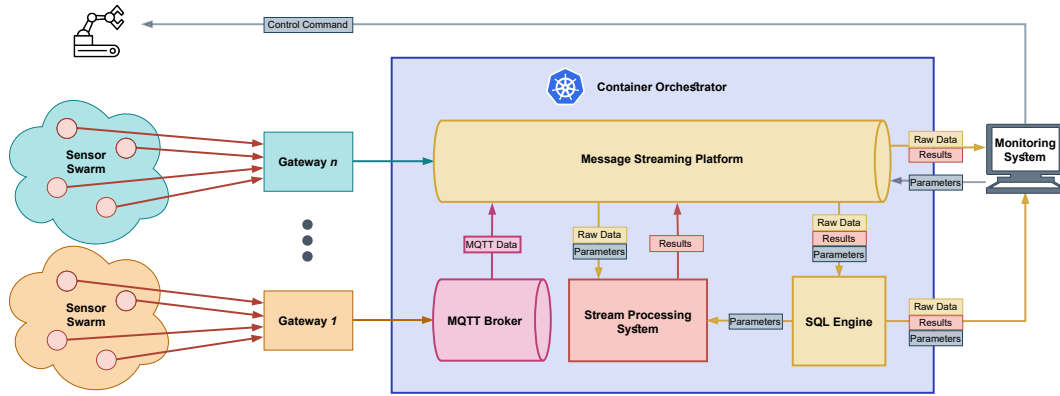 Control Command
Container Orchestrator
Sensor
Swarm
Gateway n
Message Streaming Platform
Raw Data
Results
Parameters
Monitoring
System
MQTT Data
Raw Data
Parameters
Results
Raw Data
Results
Parameters
Sensor
Swarm
Gateway 1
MQTT Broker
Stream Processing
System
Parameters
SQL Engine
Raw Data
Results
Parameters